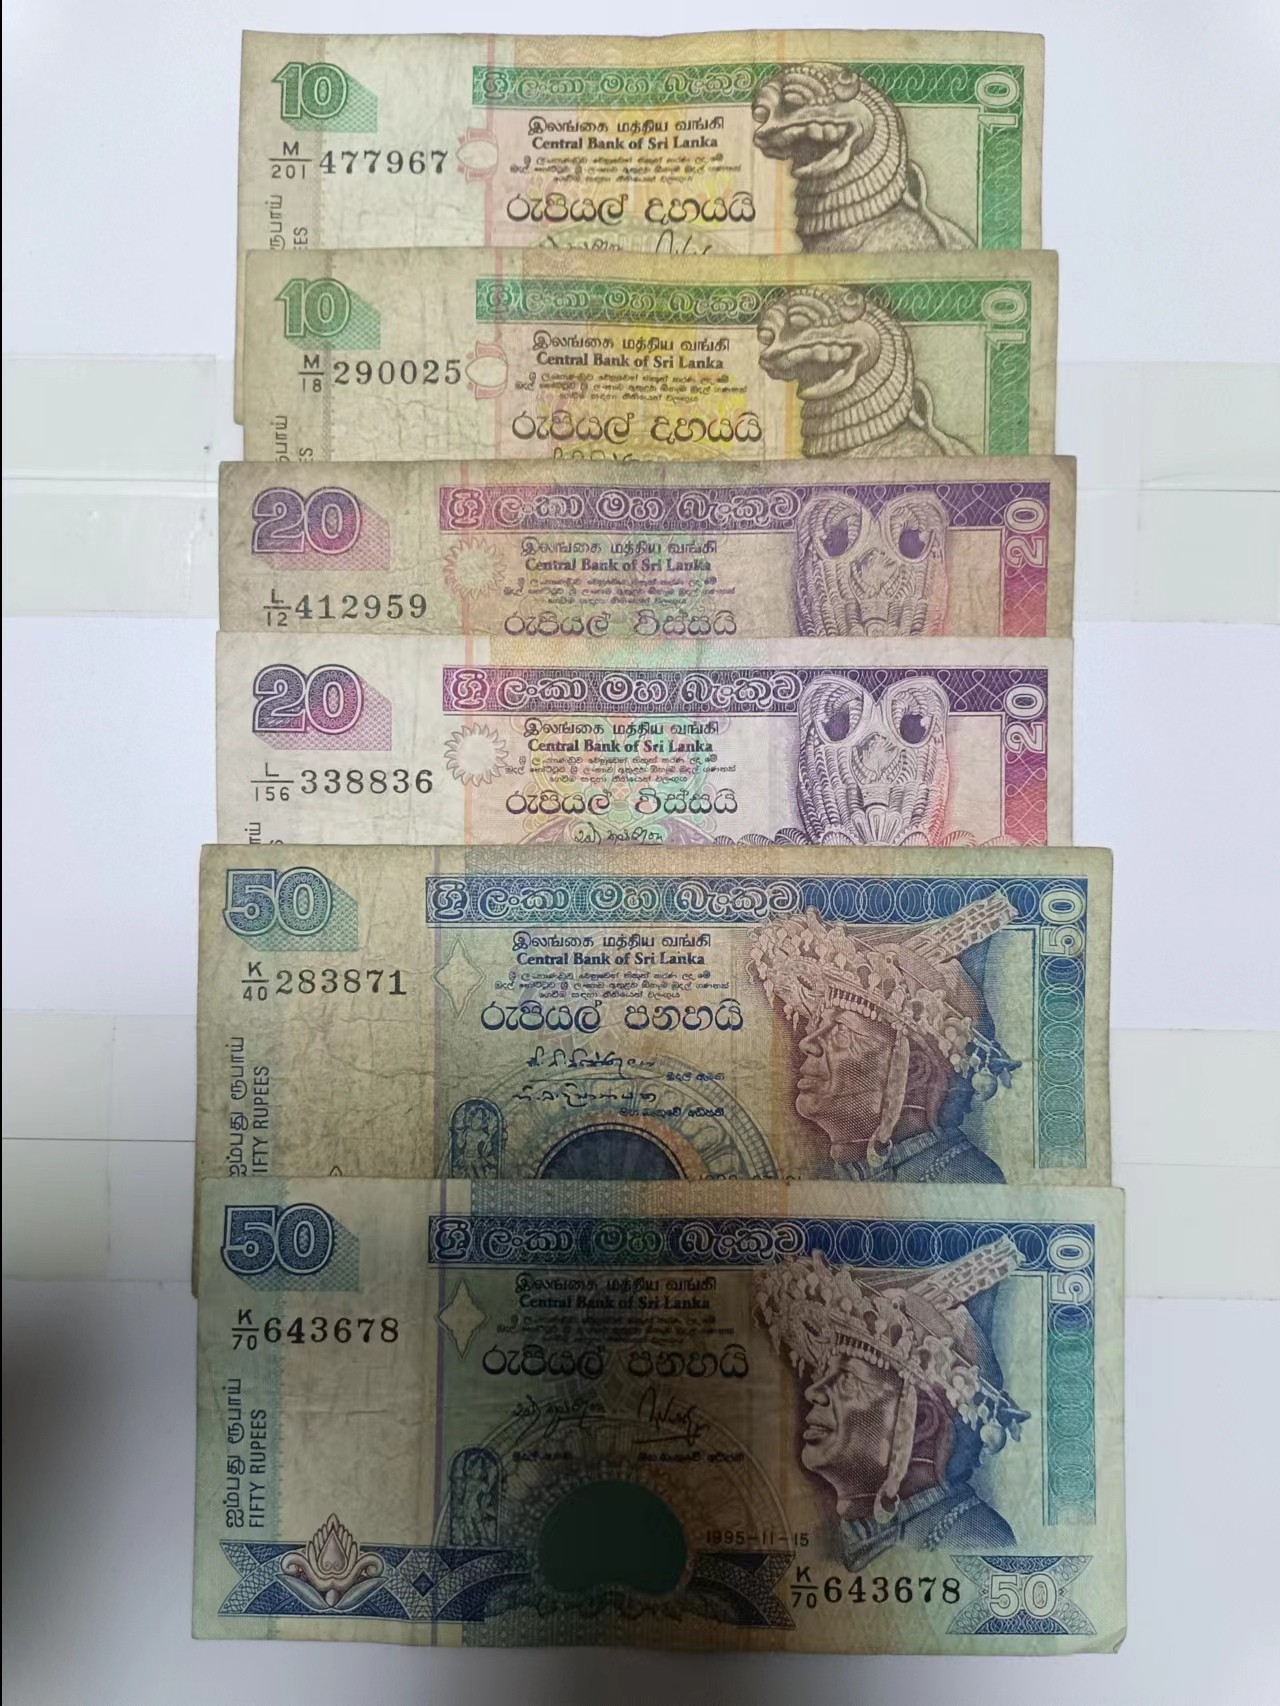 10
ශ්‍රී ලංකා මහ බැංකුව
10
இலங்கை மத்திய வங்கி
Central Bank of Sri Lanka
M/201 477967
රුපියල් දහයයි
10
ශ්‍රී ලංකා මහ බැංකුව
10
இலங்கை மத்திய வங்கி
Central Bank of Sri Lanka
M/18 290025
රුපියල් දහයයි
20
ශ්‍රී ලංකා මහ බැංකුව
20
இலங்கை மத்திய வங்கி
Central Bank of Sri Lanka
L/12 412959
රුපියල් විස්සයි
20
ශ්‍රී ලංකා මහ බැංකුව
20
இலங்கை மத்திய வங்கி
Central Bank of Sri Lanka
L/156 338836
රුපියල් විස්සයි
50
ශ්‍රී ලංකා මහ බැංකුව
50
இலங்கை மத்திய வங்கி
Central Bank of Sri Lanka
K/40 283871
රුපියල් පනහයි
ஐம்பது ரூபாய்
FIFTY RUPEES
50
ශ්‍රී ලංකා මහ බැංකුව
50
இலங்கை மத்திய வங்கி
Central Bank of Sri Lanka
K/70 643678
රුපියල් පනහයි
ஐம்பது ரூபாய்
FIFTY RUPEES
1995-11-15
K/70 643678
50